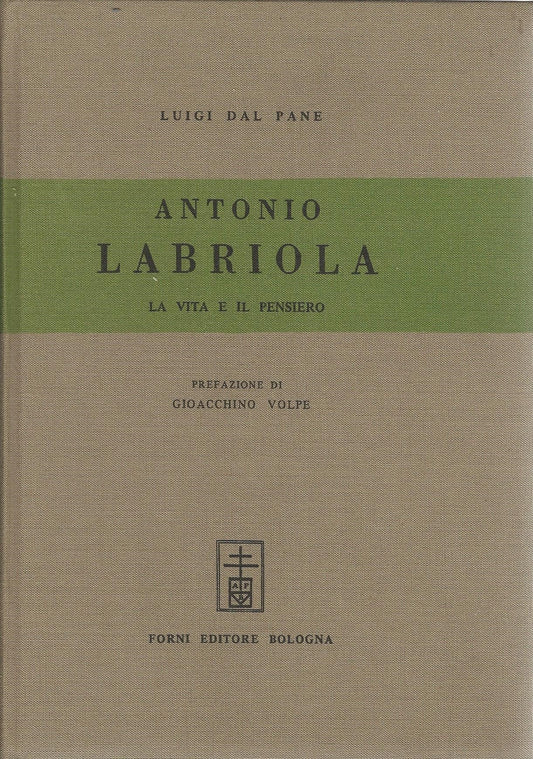 LUIGI DAL PANE
ANTONIO
LABRIOLA
LA VITA E IL PENSIERO
PREFAZIONE DI
GIOACCHINO VOLPE
A F
B
FORNI EDITORE BOLOGNA